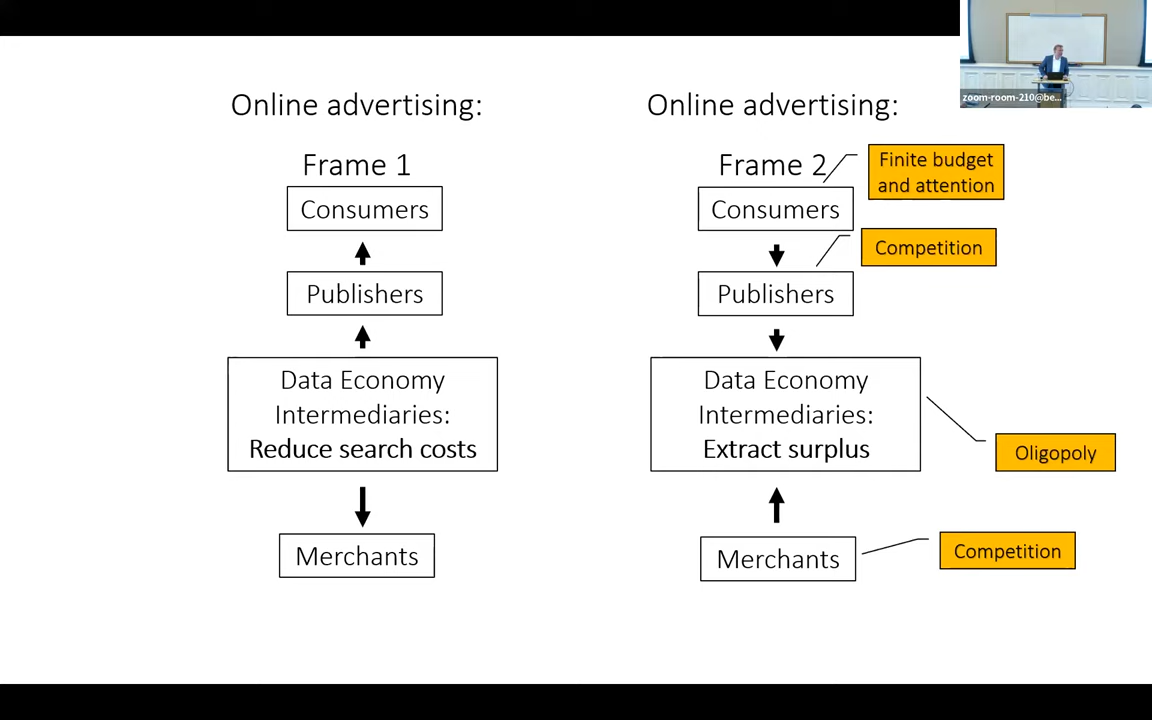 Online advertising:
Frame 1
Consumers
Publishers
Data Economy
Intermediaries:
Reduce search costs
Merchants
Online advertising:
Frame 2
Finite budget
and attention
Consumers
Competition
Publishers
Data Economy
Intermediaries:
Extract surplus
Oligopoly
Merchants
Competition
zoom-room-210@be...